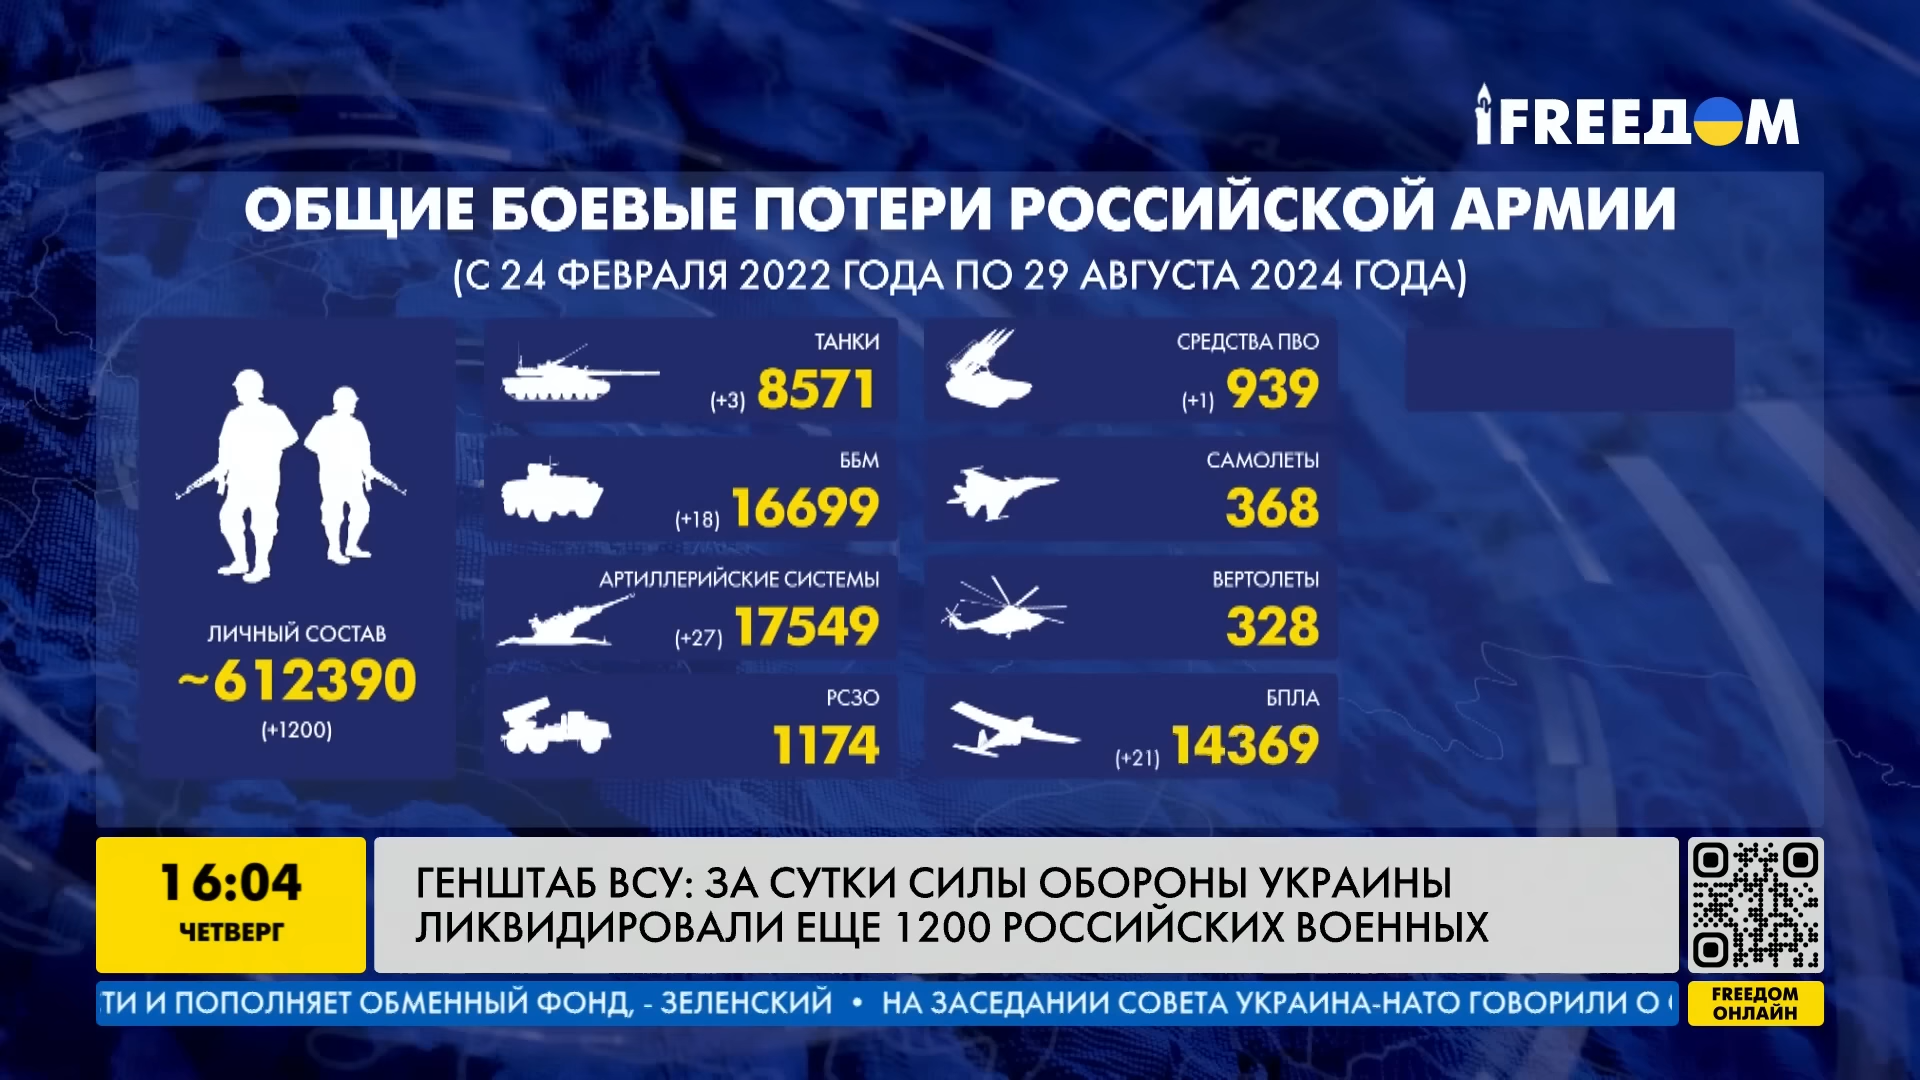 FREEДOM
ОБЩИЕ БОЕВЫЕ ПОТЕРИ РОССИЙСКОЙ АРМИИ
(С 24 ФЕВРАЛЯ 2022 ГОДА ПО 29 АВГУСТА 2024 ГОДА)
ЛИЧНЫЙ СОСТАВ
~612390
(+1200)
ТАНКИ
(+3) 8571
ББМ
(+18) 16699
АРТИЛЛЕРИЙСКИЕ СИСТЕМЫ
(+27) 17549
РСЗО
1174
СРЕДСТВА ПВО
(+1) 939
САМОЛЕТЫ
368
ВЕРТОЛЕТЫ
328
БПЛА
(+21) 14369
16:04
ЧЕТВЕРГ
ГЕНШТАБ ВСУ: ЗА СУТКИ СИЛЫ ОБОРОНЫ УКРАИНЫ
ЛИКВИДИРОВАЛИ ЕЩЕ 1200 РОССИЙСКИХ ВОЕННЫХ
ТИ И ПОПОЛНЯЕТ ОБМЕННЫЙ ФОНД, - ЗЕЛЕНСКИЙ • НА ЗАСЕДАНИИ СОВЕТА УКРАИНА-НАТО ГОВОРИЛИ О
FREEДОМ
ОНЛАЙН